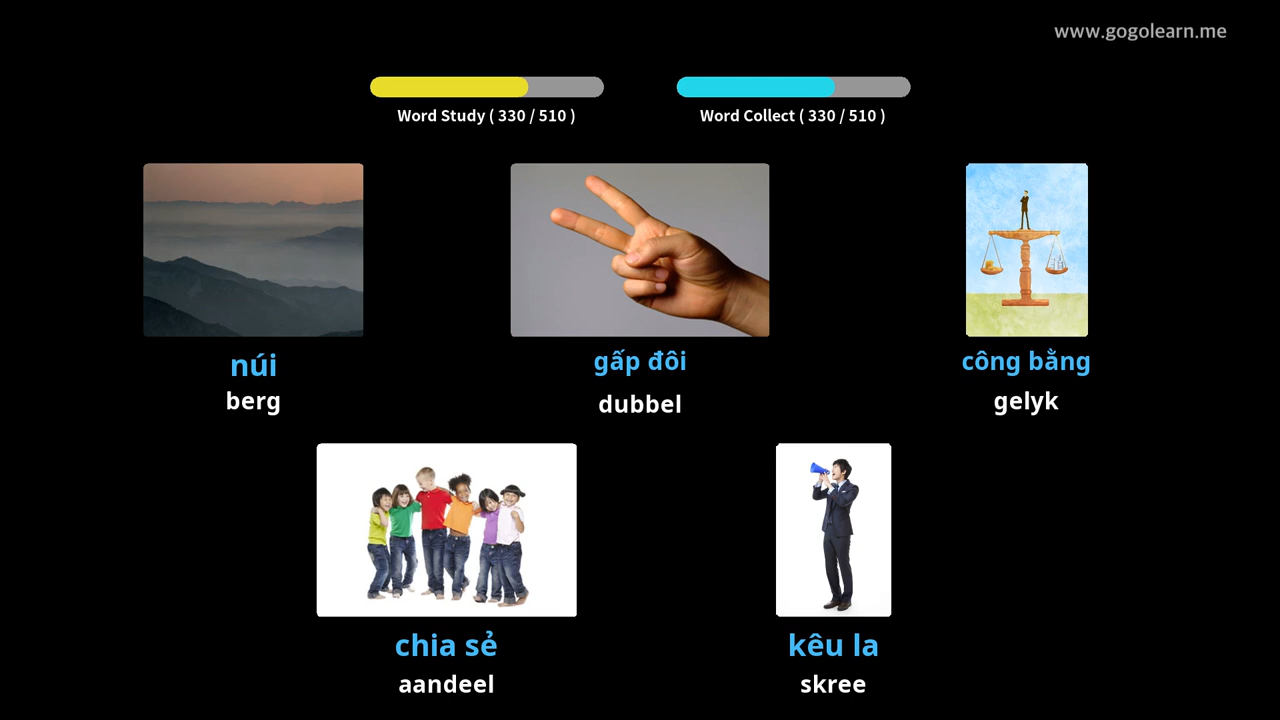 www.gogolearn.me
Word Study ( 330 / 510 )
Word Collect ( 330 / 510 )
núi
berg
gấp đôi
dubbel
công bằng
gelyk
chia sẻ
aandeel
kêu la
skree